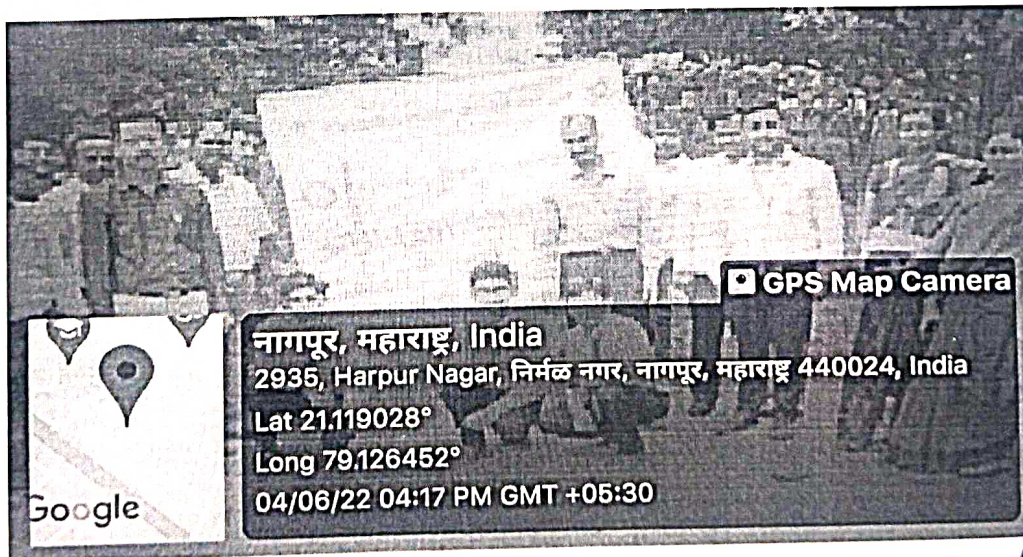 GPS Map Camera
नागपूर, महाराष्ट्र, India
2935, Harpur Nagar, निर्मळ नगर, नागपूर, महाराष्ट्र 440024, India
Lat 21.119028°
Long 79.126452°
04/06/22 04:17 PM GMT +05:30
Google